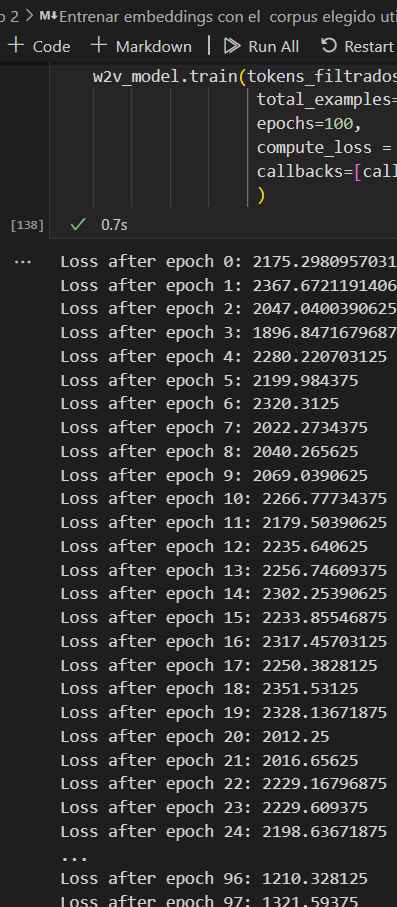 o 2 > M↓ Entrenar embeddings con el corpus elegido uti
+ Code + Markdown | Run All Restart
w2v_model.train(tokens_filtrados
total_examples=
epochs=100,
compute_loss =
callbacks=[call
)
[138] ✓ 0.7s
... Loss after epoch 0: 2175.2980957031
Loss after epoch 1: 2367.6721191406
Loss after epoch 2: 2047.0400390625
Loss after epoch 3: 1896.8471679687
Loss after epoch 4: 2280.220703125
Loss after epoch 5: 2199.984375
Loss after epoch 6: 2320.3125
Loss after epoch 7: 2022.2734375
Loss after epoch 8: 2040.265625
Loss after epoch 9: 2069.0390625
Loss after epoch 10: 2266.77734375
Loss after epoch 11: 2179.50390625
Loss after epoch 12: 2235.640625
Loss after epoch 13: 2256.74609375
Loss after epoch 14: 2302.25390625
Loss after epoch 15: 2233.85546875
Loss after epoch 16: 2317.45703125
Loss after epoch 17: 2250.3828125
Loss after epoch 18: 2351.53125
Loss after epoch 19: 2328.13671875
Loss after epoch 20: 2012.25
Loss after epoch 21: 2016.65625
Loss after epoch 22: 2229.16796875
Loss after epoch 23: 2229.609375
Loss after epoch 24: 2198.63671875
...
Loss after epoch 96: 1210.328125
Loss after epoch 97: 1321.59375